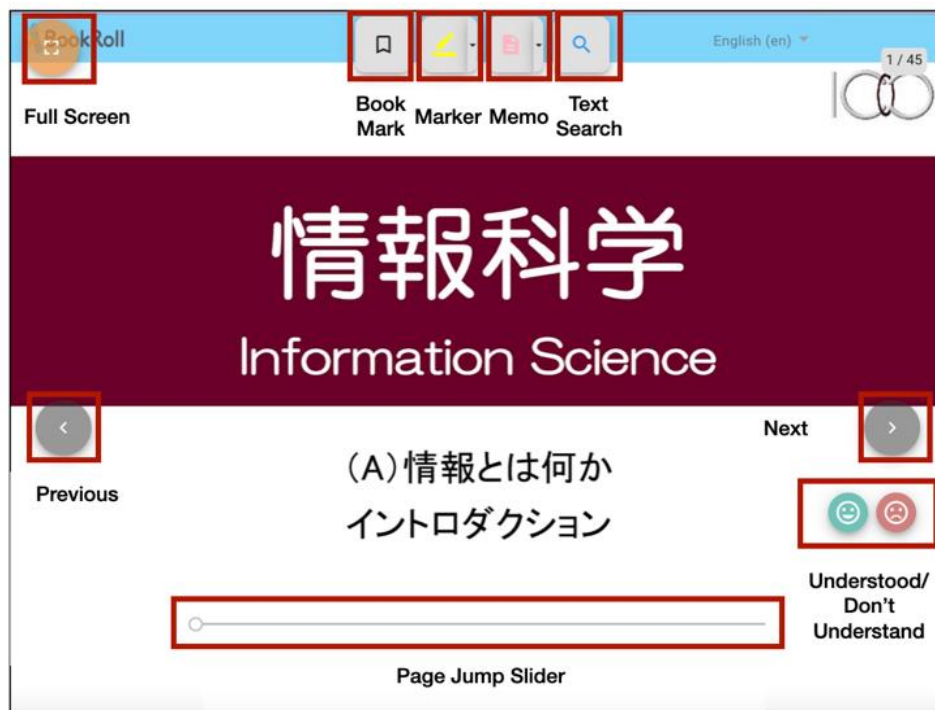 BookRoll
English (en)
1 / 45
Full Screen
Book
Mark
Marker
Memo
Text
Search
情報科学
Information Science
Next
Previous
(A)情報とは何か
イントロダクション
Understood/
Don't
Understand
Page Jump Slider